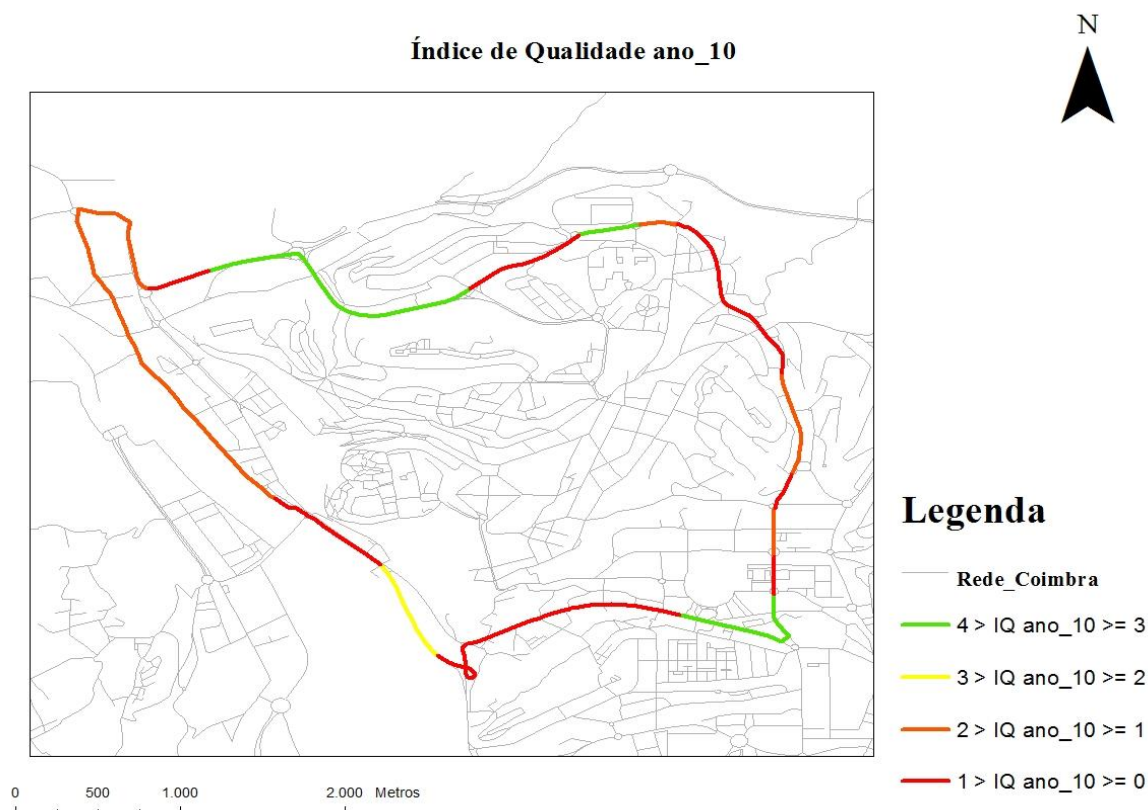 N
Índice de Qualidade ano_10
Legenda
Rede_Coimbra
4 > IQ ano_10 >= 3
3 > IQ ano_10 >= 2
2 > IQ ano_10 >= 1
1 > IQ ano_10 >= 0
0 500 1.000 2.000 Metros